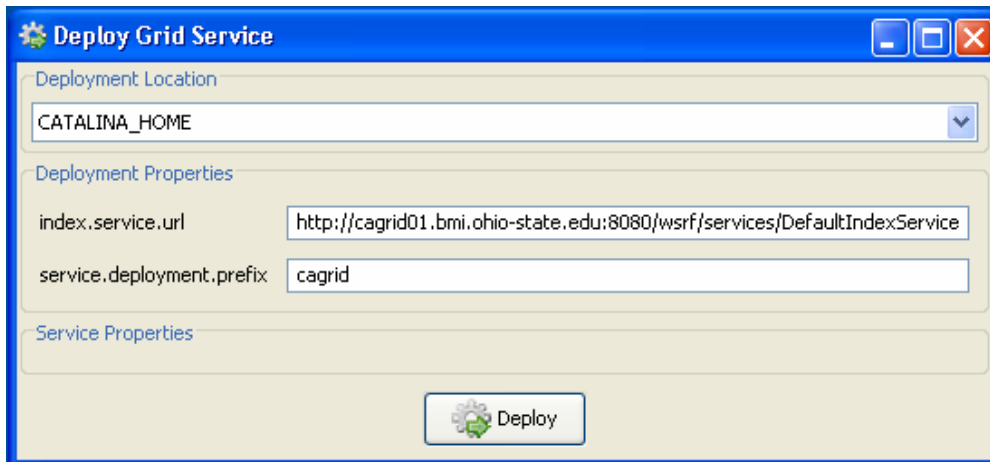 Deploy Grid Service
Deployment Location
CATALINA_HOME
Deployment Properties
index.service.url http://cagrid01.bmi.ohio-state.edu:8080/wsrf/services/DefaultIndexService
service.deployment.prefix cagrid
Service Properties
Deploy